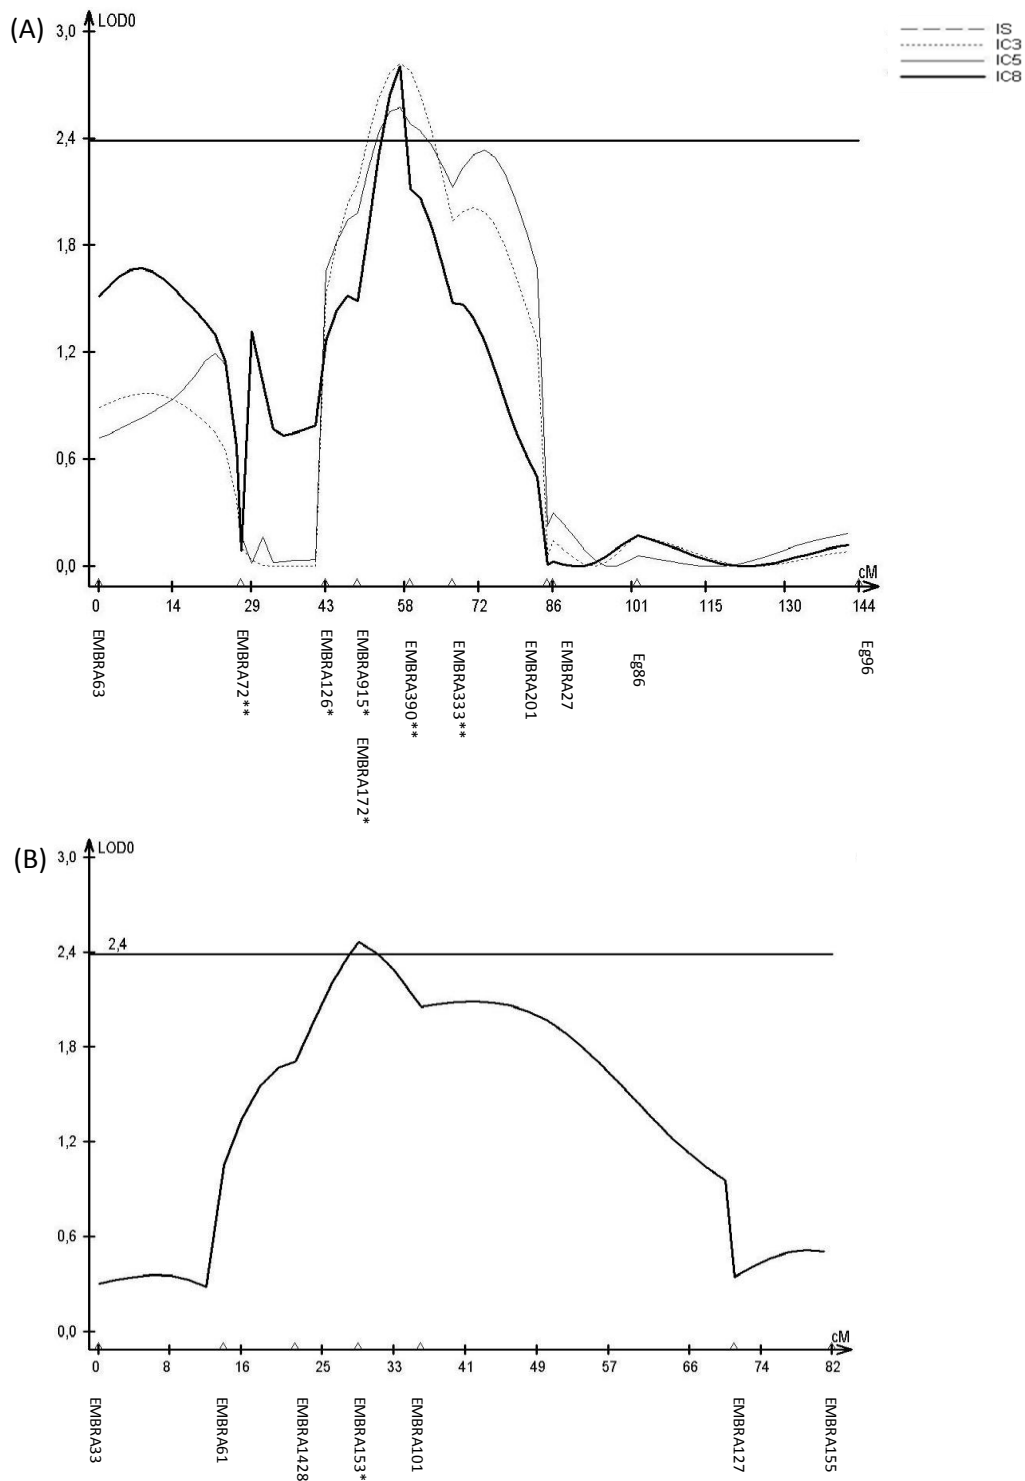 (A)
LOD0
IS
IC3
IC5
IC8
3,0
2,4
1,8
1,2
0,6
0,0
cM
0 14 29 43 58 72 86 101 115 130 144
EMBRA63
EMBRA72**
EMBRA126*
EMBRA915*
EMBRA172*
EMBRA390**
EMBRA333**
EMBRA201
EMBRA27
Eg86
Eg96
(B)
LOD0
3,0
2,4
2,4
1,8
1,2
0,6
0,0
cM
0 8 16 25 33 41 49 57 66 74 82
EMBRA33
EMBRA61
EMBRA1428
EMBRA153*
EMBRA101
EMBRA127
EMBRA155